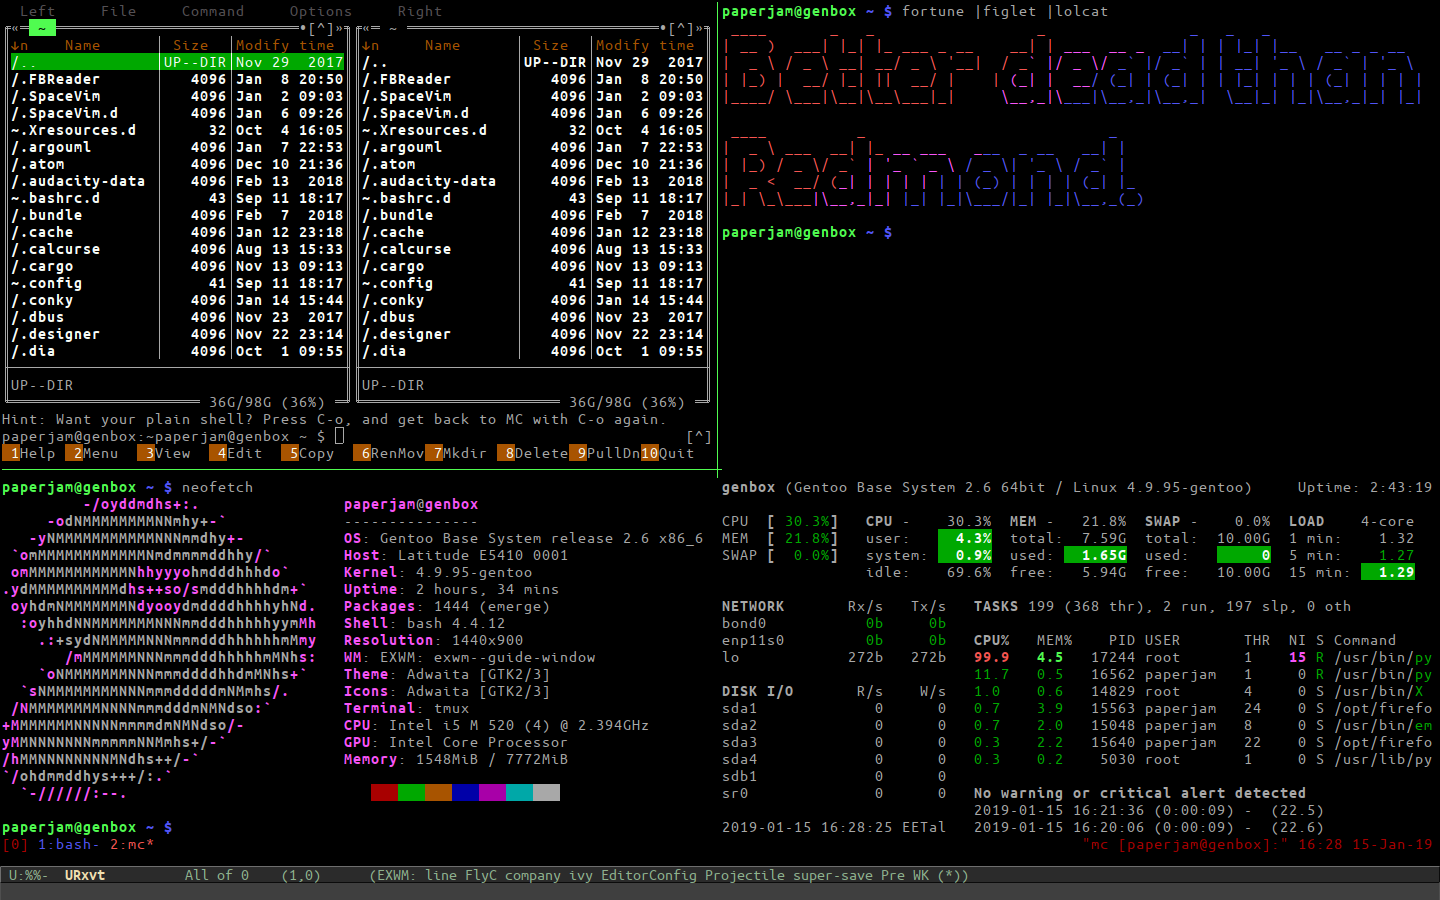 Left     File     Command     Options     Right
«═ ~ ═•[^]»  «═ ~ ═•[^]»
↓n    Name        Size   Modify time   ↓n    Name        Size   Modify time
/..   UP--DIR Nov 29  2017   /..   UP--DIR Nov 29  2017
/.FBReader   4096 Jan  8 20:50   /.FBReader   4096 Jan  8 20:50
/.SpaceVim   4096 Jan  2 09:03   /.SpaceVim   4096 Jan  2 09:03
/.SpaceVim.d   4096 Jan  6 09:26   /.SpaceVim.d   4096 Jan  6 09:26
~.Xresources.d   32 Oct  4 16:05   ~.Xresources.d   32 Oct  4 16:05
/.argouml   4096 Jan  7 22:53   /.argouml   4096 Jan  7 22:53
/.atom   4096 Dec 10 21:36   /.atom   4096 Dec 10 21:36
/.audacity-data   4096 Feb 13  2018   /.audacity-data   4096 Feb 13  2018
~.bashrc.d   43 Sep 11 18:17   ~.bashrc.d   43 Sep 11 18:17
/.bundle   4096 Feb  7  2018   /.bundle   4096 Feb  7  2018
/.cache   4096 Jan 12 23:18   /.cache   4096 Jan 12 23:18
/.calcurse   4096 Aug 13 15:33   /.calcurse   4096 Aug 13 15:33
/.cargo   4096 Nov 13 09:13   /.cargo   4096 Nov 13 09:13
~.config   41 Sep 11 18:17   ~.config   41 Sep 11 18:17
/.conky   4096 Jan 14 15:44   /.conky   4096 Jan 14 15:44
/.dbus   4096 Nov 23  2017   /.dbus   4096 Nov 23  2017
/.designer   4096 Nov 22 23:14   /.designer   4096 Nov 22 23:14
/.dia   4096 Oct  1 09:55   /.dia   4096 Oct  1 09:55
UP--DIR   UP--DIR
36G/98G (36%)   36G/98G (36%)
Hint: Want your plain shell? Press C-o, and get back to MC with C-o again.
paperjam@genbox:~paperjam@genbox ~ $   [^]
1Help  2Menu  3View  4Edit  5Copy  6RenMov 7Mkdir  8Delete 9PullDn 10Quit
paperjam@genbox ~ $ fortune |figlet |lolcat
Better dead than
Redmond.
paperjam@genbox ~ $
paperjam@genbox ~ $ neofetch
-/oyddmdhs+:.
-odNMMMMMMMMNNmhy+-`
-yNMMMMMMMMMMMNNNmmdhy+-
`omMMMMMMMMMMMMNmdmmmmddhhy/`
omMMMMMMMMMMMNhhyyyohmdddhhhdo`
.ydMMMMMMMMMMdhs++so/smdddhhhhdm+`
oyhdmNMMMMMMMNdyooydmddddhhhhyhNd.
:oyhhdNNMMMMMMMNNNmmdddhhhhhyymMh
.:+sydNMMMMMNNNmmmdddhhhhhhmMmy
/mMMMMMMNNNmmmdddhhhhhmMNhs:
`oNMMMMMMMNNNmmmddddhhdmMNhs+`
`sNMMMMMMMMNNNmmmdddddmNMmhs/.
/NMMMMMMMMNNNNmmmdddmNMNdso:`
+MMMMMMMNNNNNmmmmdmNMNdso/-
yMMNNNNNNNmmmmmNNMmhs+/-`
/hMMNNNNNNNNMNdhs++/-`
`/ohdmmddhys+++/:.`
`-//////:--.
paperjam@genbox
---------------
OS: Gentoo Base System release 2.6 x86_6
Host: Latitude E5410 0001
Kernel: 4.9.95-gentoo
Uptime: 2 hours, 34 mins
Packages: 1444 (emerge)
Shell: bash 4.4.12
Resolution: 1440x900
WM: EXWM: exwm--guide-window
Theme: Adwaita [GTK2/3]
Icons: Adwaita [GTK2/3]
Terminal: tmux
CPU: Intel i5 M 520 (4) @ 2.394GHz
GPU: Intel Core Processor
Memory: 1548MiB / 7772MiB
paperjam@genbox ~ $
genbox (Gentoo Base System 2.6 64bit / Linux 4.9.95-gentoo)     Uptime: 2:43:19
CPU  [ 30.3%]   CPU -    30.3%  MEM -   21.8%  SWAP -    0.0%  LOAD    4-core
MEM  [ 21.8%]   user:     4.3%  total:  7.59G  total:  10.00G  1 min:    1.32
SWAP [  0.0%]   system:   0.9%  used:   1.65G  used:        0  5 min:    1.27
idle:    69.6%  free:   5.94G  free:   10.00G  15 min:   1.29
NETWORK       Rx/s   Tx/s   TASKS 199 (368 thr), 2 run, 197 slp, 0 oth
bond0           0b     0b
enp11s0         0b     0b   CPU%   MEM%    PID USER       THR  NI S Command
lo            272b   272b   99.9   4.5   17244 root       1    15 R /usr/bin/py
11.7   0.5   16562 paperjam   1     0 R /usr/bin/py
DISK I/O       R/s    W/s   1.0    0.6   14829 root       4     0 S /usr/bin/X
sda1             0      0   0.7    3.9   15563 paperjam   24    0 S /opt/firefo
sda2             0      0   0.7    2.0   15048 paperjam   8     0 S /usr/bin/em
sda3             0      0   0.3    2.2   15640 paperjam   22    0 S /opt/firefo
sda4             0      0   0.3    2.2    5030 root       1     0 S /usr/lib/py
sdb1             0      0
sr0              0      0   No warning or critical alert detected
2019-01-15 16:21:36 (0:00:09) -  (22.5)
2019-01-15 16:28:25 EETal   2019-01-15 16:20:06 (0:00:09) -  (22.6)
[0] 1:bash- 2:mc*   "mc [paperjam@genbox]:" 16:28 15-Jan-19
U:%%-  URxvt         All of 0    (1,0)      (EXWM: line FlyC company ivy EditorConfig Projectile super-save Pre WK (*))